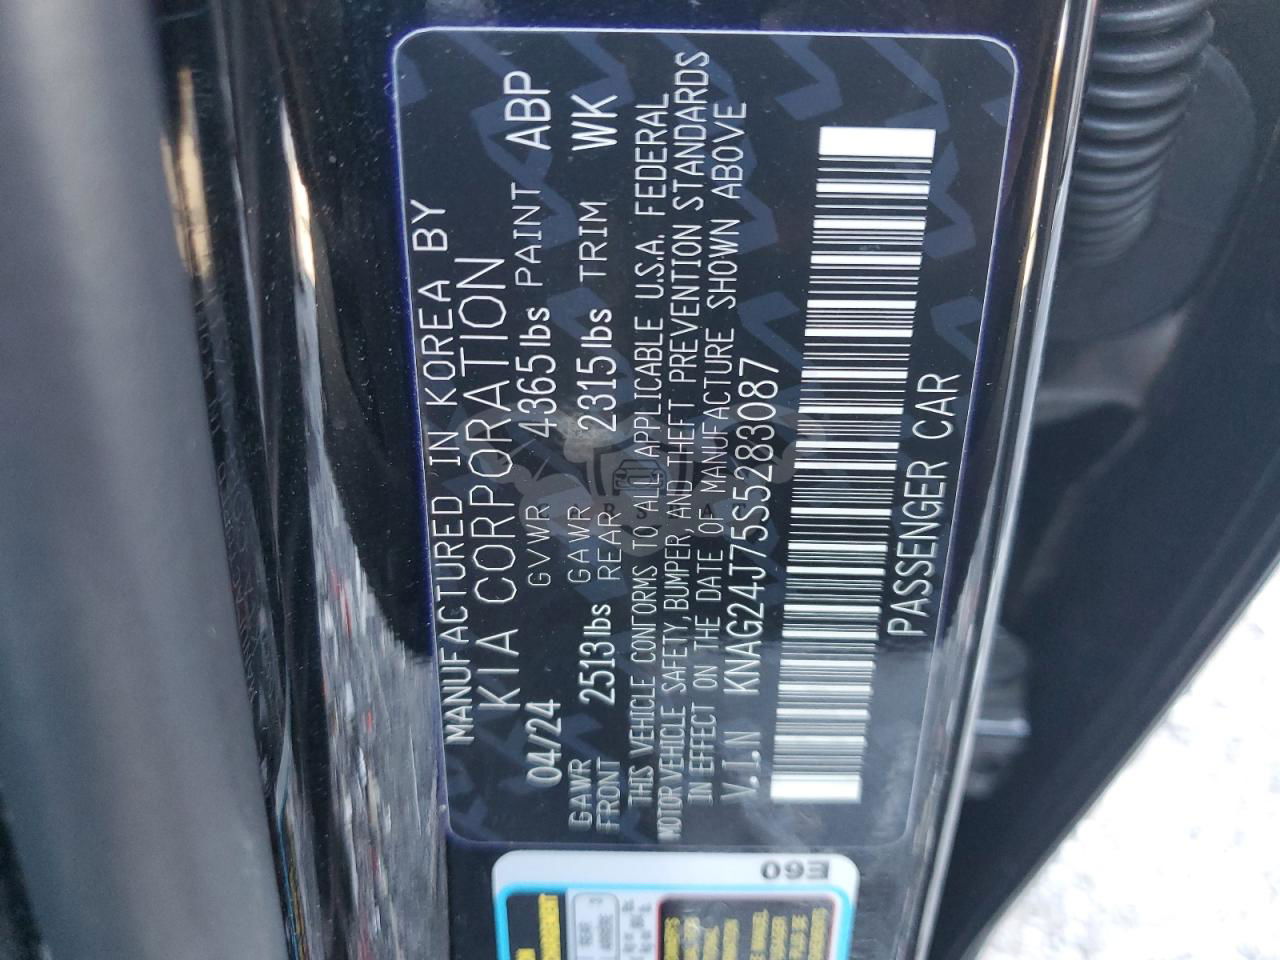 MANUFACTURED IN KOREA BY
KIA CORPORATION
04/24 GVWR 4365lbs PAINT ABP
GAWR FRONT 2513lbs GAWR REAR 2315lbs TRIM WK
THIS VEHICLE CONFORMS TO ALL APPLICABLE U.S.A. FEDERAL
MOTOR VEHICLE SAFETY, BUMPER, AND THEFT PREVENTION STANDARDS
IN EFFECT ON THE DATE OF MANUFACTURE SHOWN ABOVE
V.I.N KNAG24J75S5283087
PASSENGER CAR
E60
REAR